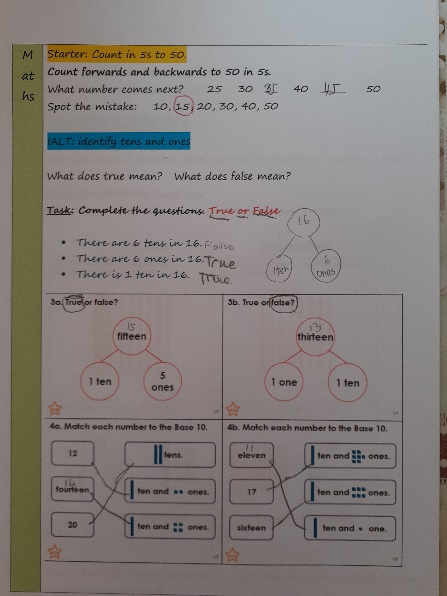 M
at
hs
Starter: Count in 5s to 50.
Count forwards and backwards to 50 in 5s.
What number comes next? 25 30 35 40 45 50
Spot the mistake: 10, 15, 20, 30, 40, 50
IALT: identify tens and ones
What does true mean? What does false mean?
Task: Complete the questions. True or False
16
There are 6 tens in 16. False
There are 6 ones in 16. True
There is 1 ten in 16. True
1ten
6 ones
3a. True or false?
15
fifteen
1 ten
5 ones
3b. True or false?
13
thirteen
1 one
1 ten
4a. Match each number to the Base 10.
12
tens.
14
fourteen
ten and ones.
20
ten and ones.
4b. Match each number to the Base 10.
11
eleven
ten and ones.
17
ten and ones.
sixteen
ten and one.